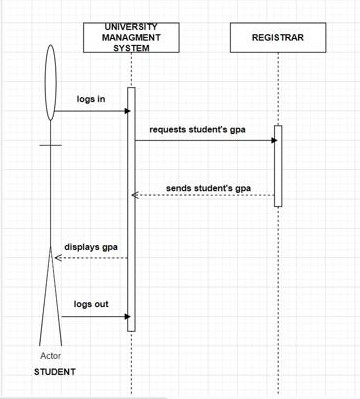 UNIVERSITY
MANAGMENT
SYSTEM
REGISTRAR
logs in
requests student's gpa
sends student's gpa
displays gpa
logs out
Actor
STUDENT